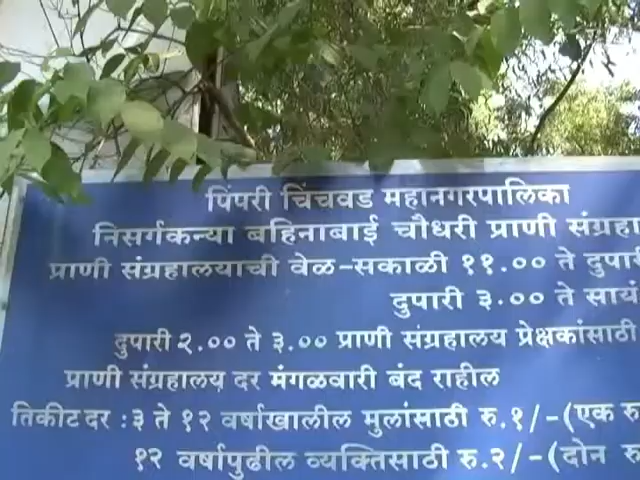 पिंपरी चिंचवड महानगरपालिका
निसर्गकन्या बहिनाबाई चौधरी प्राणी संग्रहा
प्राणी संग्रहालयाची वेळ-सकाळी ११.०० ते दुपारी
दुपारी ३.०० ते सायं
दुपारी २.०० ते ३.०० प्राणी संग्रहालय प्रेक्षकांसाठी
प्राणी संग्रहालय दर मंगळवारी बंद राहील
तिकीट दर : ३ ते १२ वर्षाखालील मुलांसाठी रु.१/-(एक रु
१२ वर्षापुढील व्यक्तिसाठी रु.२/-(दोन रु